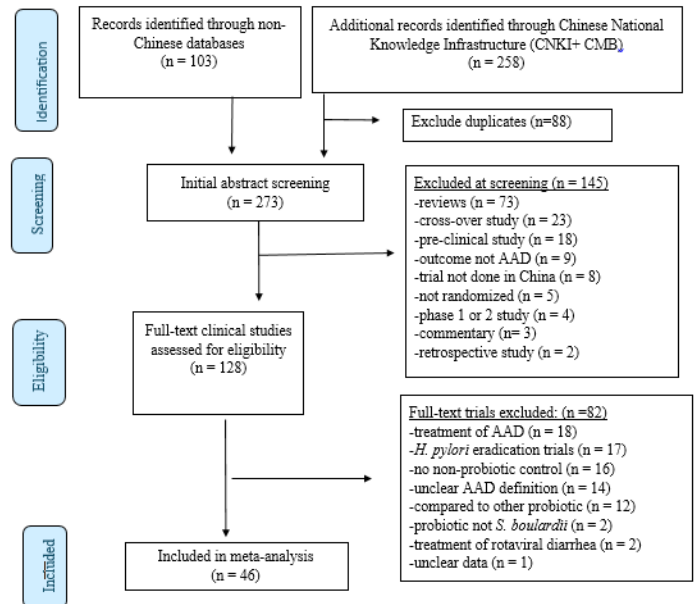 Identification
Records identified through non-
Chinese databases
(n = 103)
Additional records identified through Chinese National
Knowledge Infrastructure (CNKI+ CMB)
(n = 258)
Exclude duplicates (n=88)
Screening
Initial abstract screening
(n = 273)
Excluded at screening (n = 145)
-reviews (n = 73)
-cross-over study (n = 23)
-pre-clinical study (n = 18)
-outcome not AAD (n = 9)
-trial not done in China (n = 8)
-not randomized (n = 5)
-phase 1 or 2 study (n = 4)
-commentary (n= 3)
-retrospective study (n = 2)
Eligibility
Full-text clinical studies
assessed for eligibility
(n = 128)
Full-text trials excluded: (n =82)
-treatment of AAD (n = 18)
-H. pylori eradication trials (n = 17)
-no non-probiotic control (n = 16)
-unclear AAD definition (n = 14)
-compared to other probiotic (n = 12)
-probiotic not S. boulardii (n = 2)
-treatment of rotaviral diarrhea (n = 2)
-unclear data (n = 1)
Included
Included in meta-analysis
(n = 46)